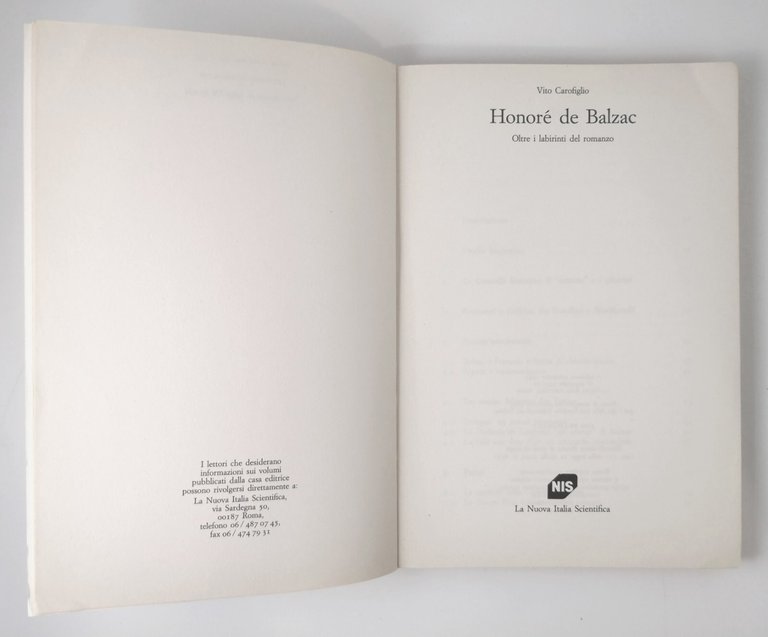 I lettori che desiderano
informazioni sui volumi
pubblicati dalla casa editrice
possono rivolgersi direttamente a:
La Nuova Italia Scientifica,
via Sardegna 50,
00187 Roma,
telefono 06/487 07 45,
fax 06/474 79 31
Vito Carofiglio
Honoré de Balzac
Oltre i labirinti del romanzo
NIS
La Nuova Italia Scientifica